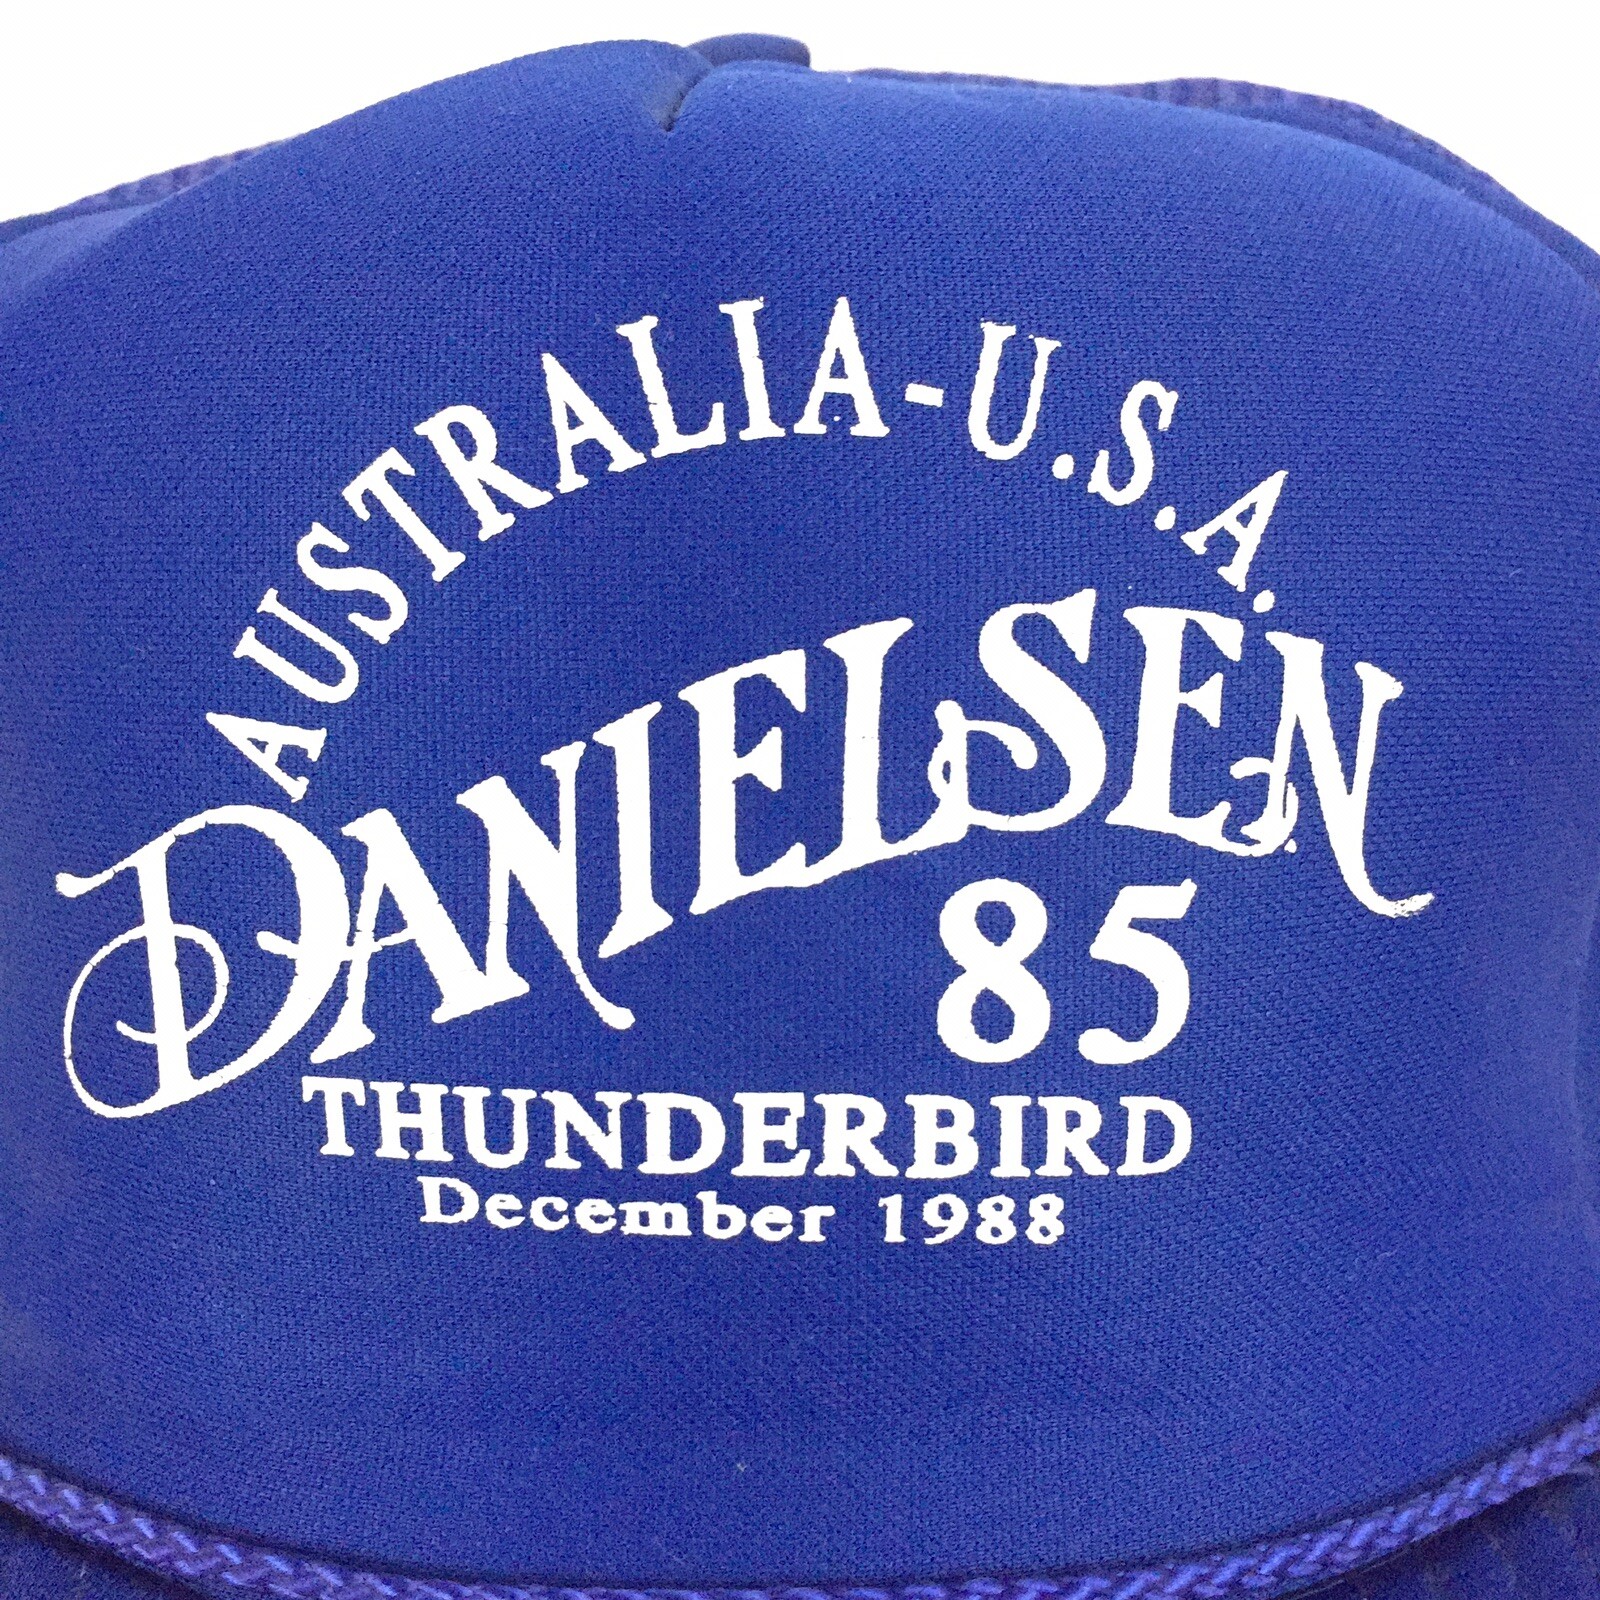 AUSTRALIA-U.S.A.
DANIELSEN
85
THUNDERBIRD
December 1988